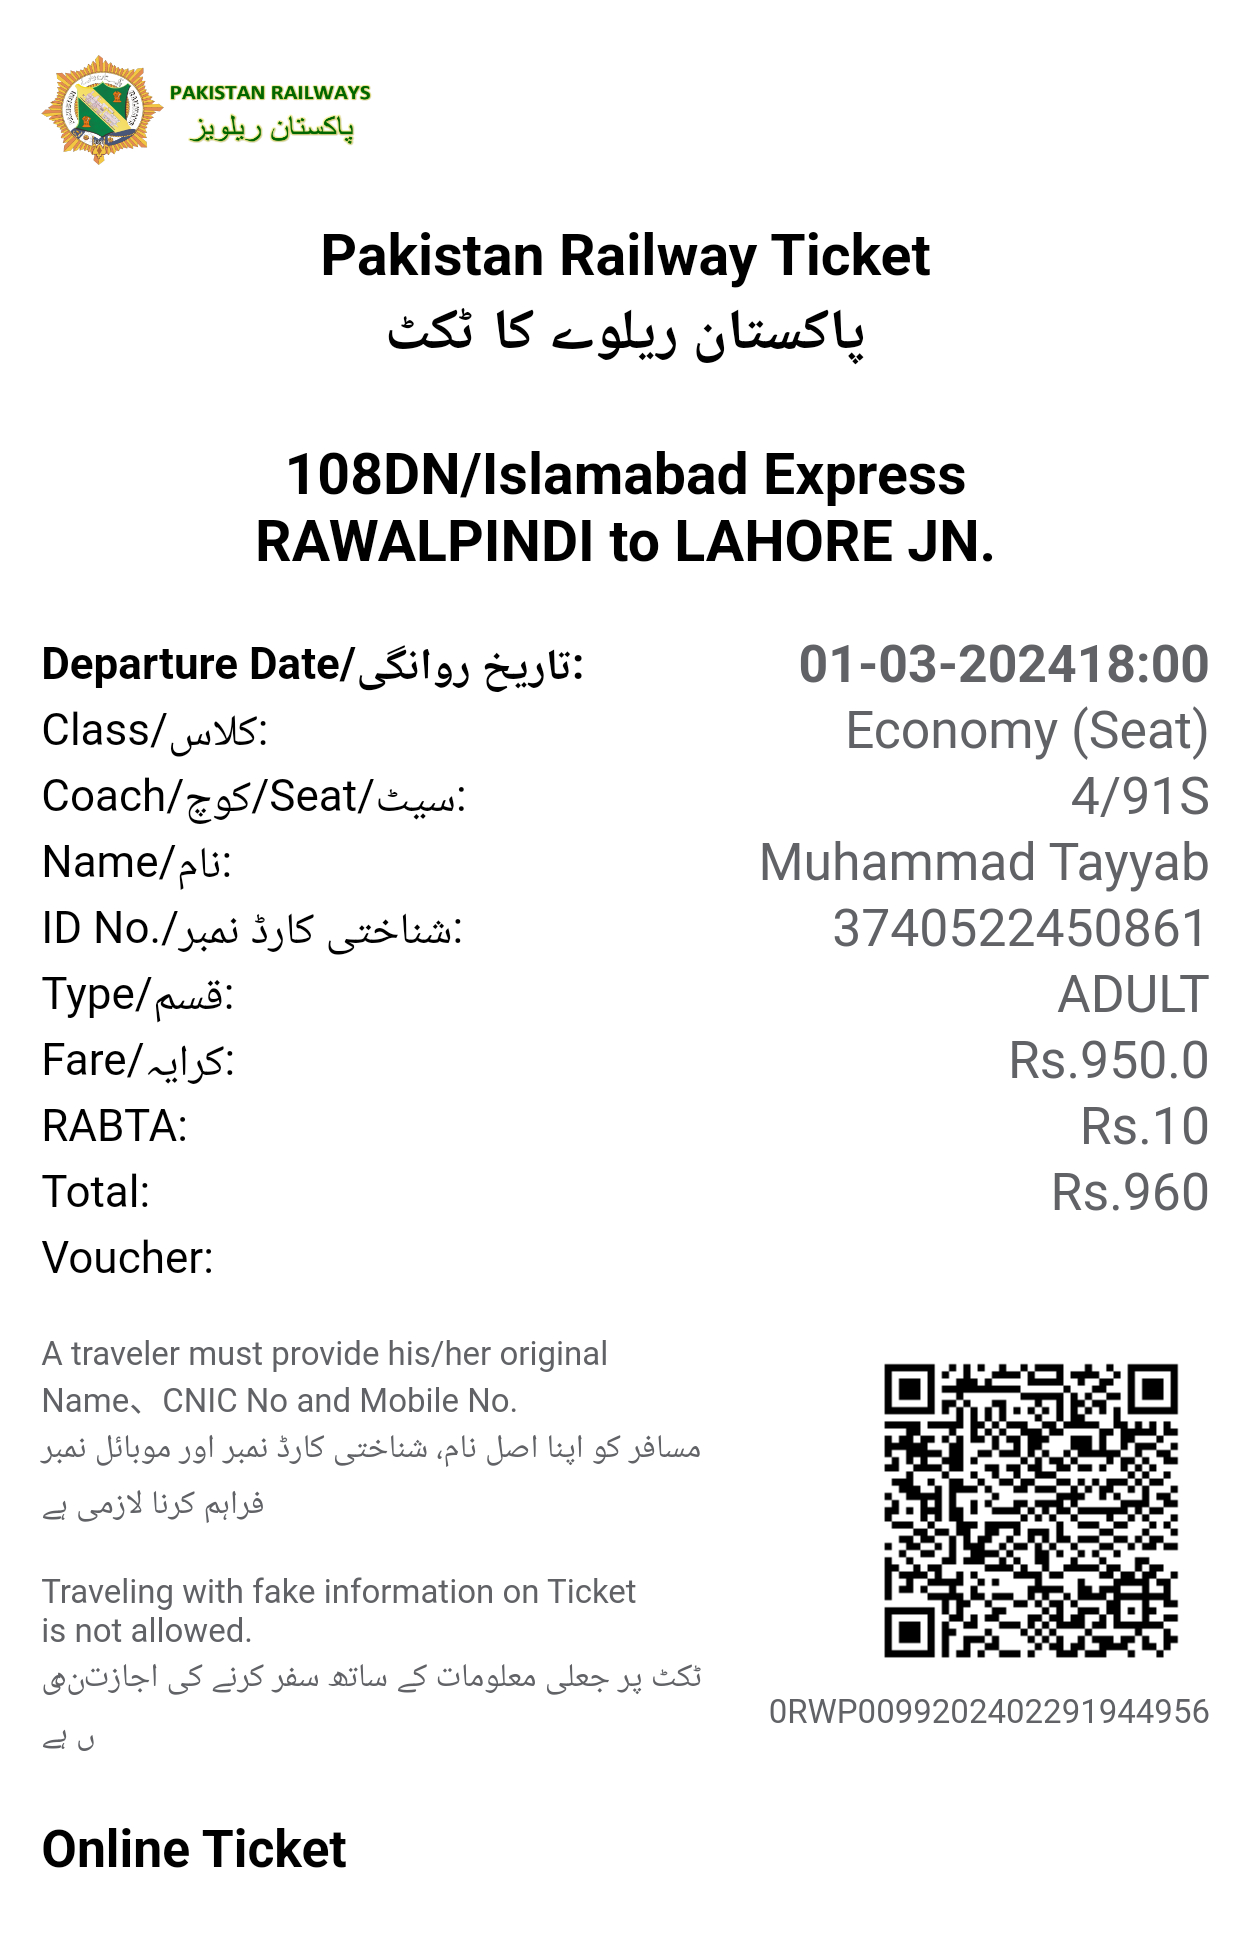 PAKISTAN RAILWAYS
پاکستان ریلویز
Pakistan Railway Ticket
پاکستان ریلوے کا ٹکٹ
108DN/Islamabad Express
RAWALPINDI to LAHORE JN.
Departure Date/تاریخ روانگی: 01-03-202418:00
Class/کلاس: Economy (Seat)
Coach/کوچ/Seat/سیٹ: 4/91S
Name/نام: Muhammad Tayyab
ID No./شناختی کارڈ نمبر: 3740522450861
Type/قسم: ADULT
Fare/کرایہ: Rs.950.0
RABTA: Rs.10
Total: Rs.960
Voucher:
A traveler must provide his/her original
Name、CNIC No and Mobile No.
مسافر کو اپنا اصل نام، شناختی کارڈ نمبر اور موبائل نمبر
فراہم کرنا لازمی ہے
Traveling with fake information on Ticket
is not allowed.
ٹکٹ پر جعلی معلومات کے ساتھ سفر کرنے کی اجازت نہی
ں ہے
0RWP0099202402291944956
Online Ticket